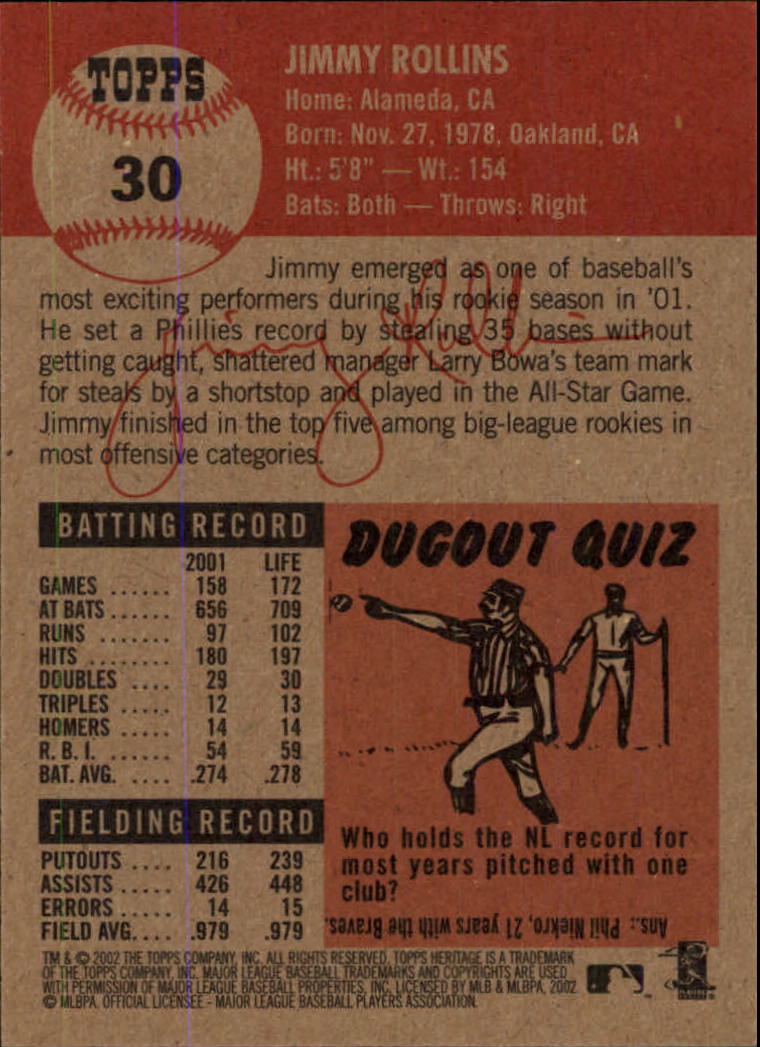 TOPPS
30
JIMMY ROLLINS
Home: Alameda, CA
Born: Nov. 27, 1978, Oakland, CA
Ht.: 5'8" — Wt.: 154
Bats: Both — Throws: Right
Jimmy emerged as one of baseball's
most exciting performers during his rookie season in '01.
He set a Phillies record by stealing 35 bases without
getting caught, shattered manager Larry Bowa's team mark
for steals by a shortstop and played in the All-Star Game.
Jimmy finished in the top five among big-league rookies in
most offensive categories.
Jimmy Rollins
BATTING RECORD
2001 LIFE
GAMES ...... 158 172
AT BATS ...... 656 709
RUNS ....... 97 102
HITS ........ 180 197
DOUBLES .... 29 30
TRIPLES ..... 12 13
HOMERS ..... 14 14
R.B.I. ...... 54 59
BAT. AVG. .... .274 .278
FIELDING RECORD
PUTOUTS .... 216 239
ASSISTS ..... 426 448
ERRORS ..... 14 15
FIELD AVG.... .979 .979
DUGOUT QUIZ
Who holds the NL record for
most years pitched with one
club?
Ans.: Phil Niekro, 21 years with the Braves.
TM & © 2002 THE TOPPS COMPANY, INC. ALL RIGHTS RESERVED. TOPPS HERITAGE IS A TRADEMARK
OF THE TOPPS COMPANY, INC. MAJOR LEAGUE BASEBALL TRADEMARKS AND COPYRIGHTS ARE USED
WITH PERMISSION OF MAJOR LEAGUE BASEBALL PROPERTIES, INC. LICENSED BY MLB & MLBPA, 2002
© MLBPA. OFFICIAL LICENSEE - MAJOR LEAGUE BASEBALL PLAYERS ASSOCIATION.